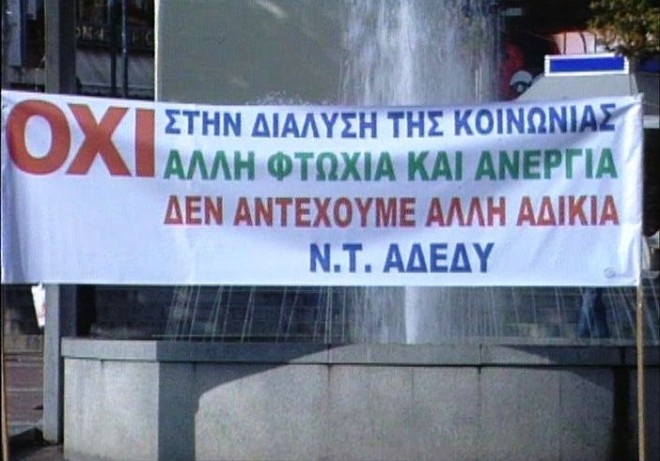 ΟΧΙ ΣΤΗΝ ΔΙΑΛΥΣΗ ΤΗΣ ΚΟΙΝΩΝΙΑΣ
ΑΛΛΗ ΦΤΩΧΙΑ ΚΑΙ ΑΝΕΡΓΙΑ
ΔΕΝ ΑΝΤΕΧΟΥΜΕ ΑΛΛΗ ΑΔΙΚΙΑ
Ν.Τ. ΑΔΕΔΥ